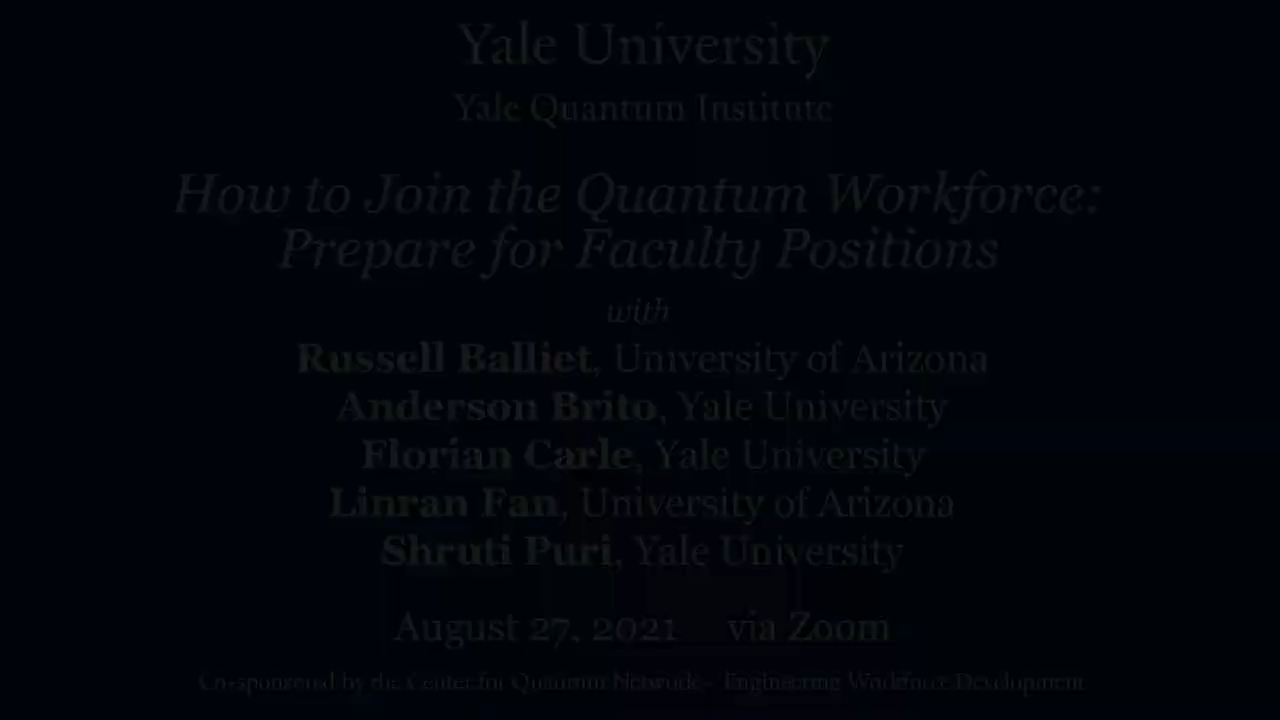 Yale University
Yale Quantum Institute
How to Join the Quantum Workforce:
Prepare for Faculty Positions
with
Russell Balliet, University of Arizona
Anderson Brito, Yale University
Florian Carle, Yale University
Linran Fan, University of Arizona
Shruti Puri, Yale University
August 27, 2021 via Zoom
Co-sponsored by the Center for Quantum Network - Engineering Workforce Development